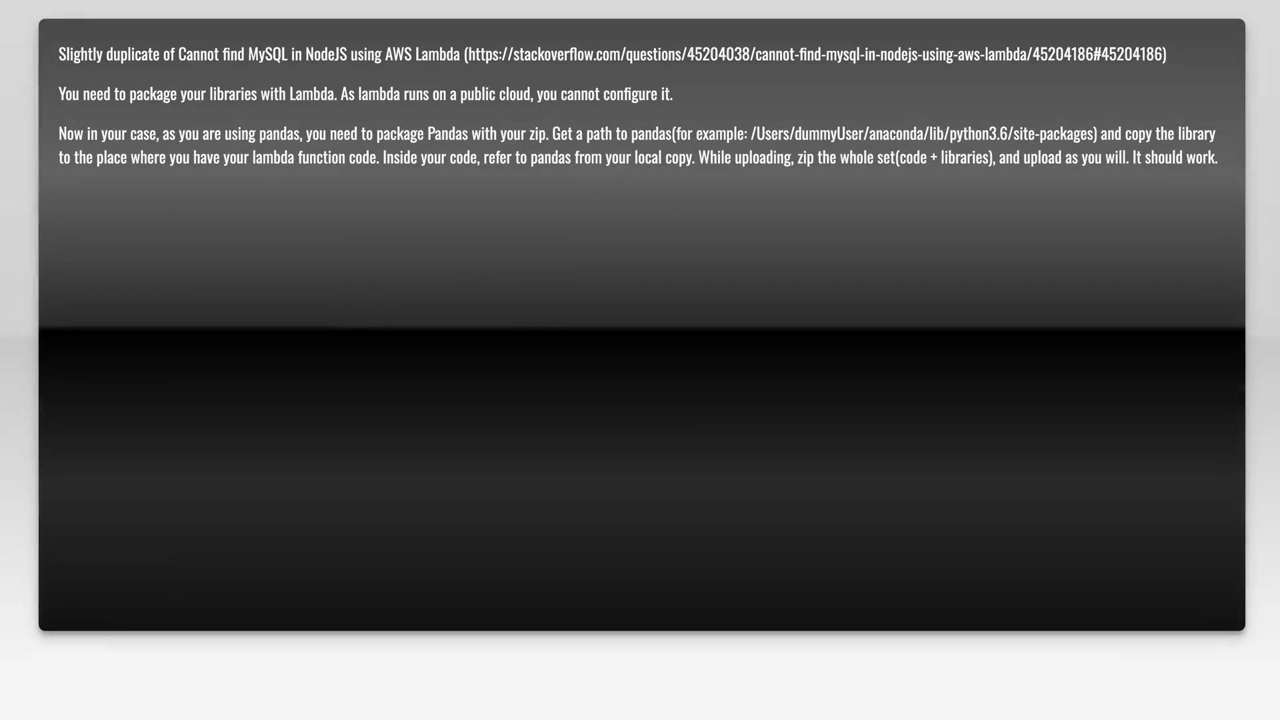 Slightly duplicate of Cannot find MySQL in NodeJS using AWS Lambda (https://stackoverflow.com/questions/45204038/cannot-find-mysql-in-nodejs-using-aws-lambda/45204186#45204186)
You need to package your libraries with Lambda. As lambda runs on a public cloud, you cannot configure it.
Now in your case, as you are using pandas, you need to package Pandas with your zip. Get a path to pandas(for example: /Users/dummyUser/anaconda/lib/python3.6/site-packages) and copy the library
to the place where you have your lambda function code. Inside your code, refer to pandas from your local copy. While uploading, zip the whole set(code + libraries), and upload as you will. It should work.